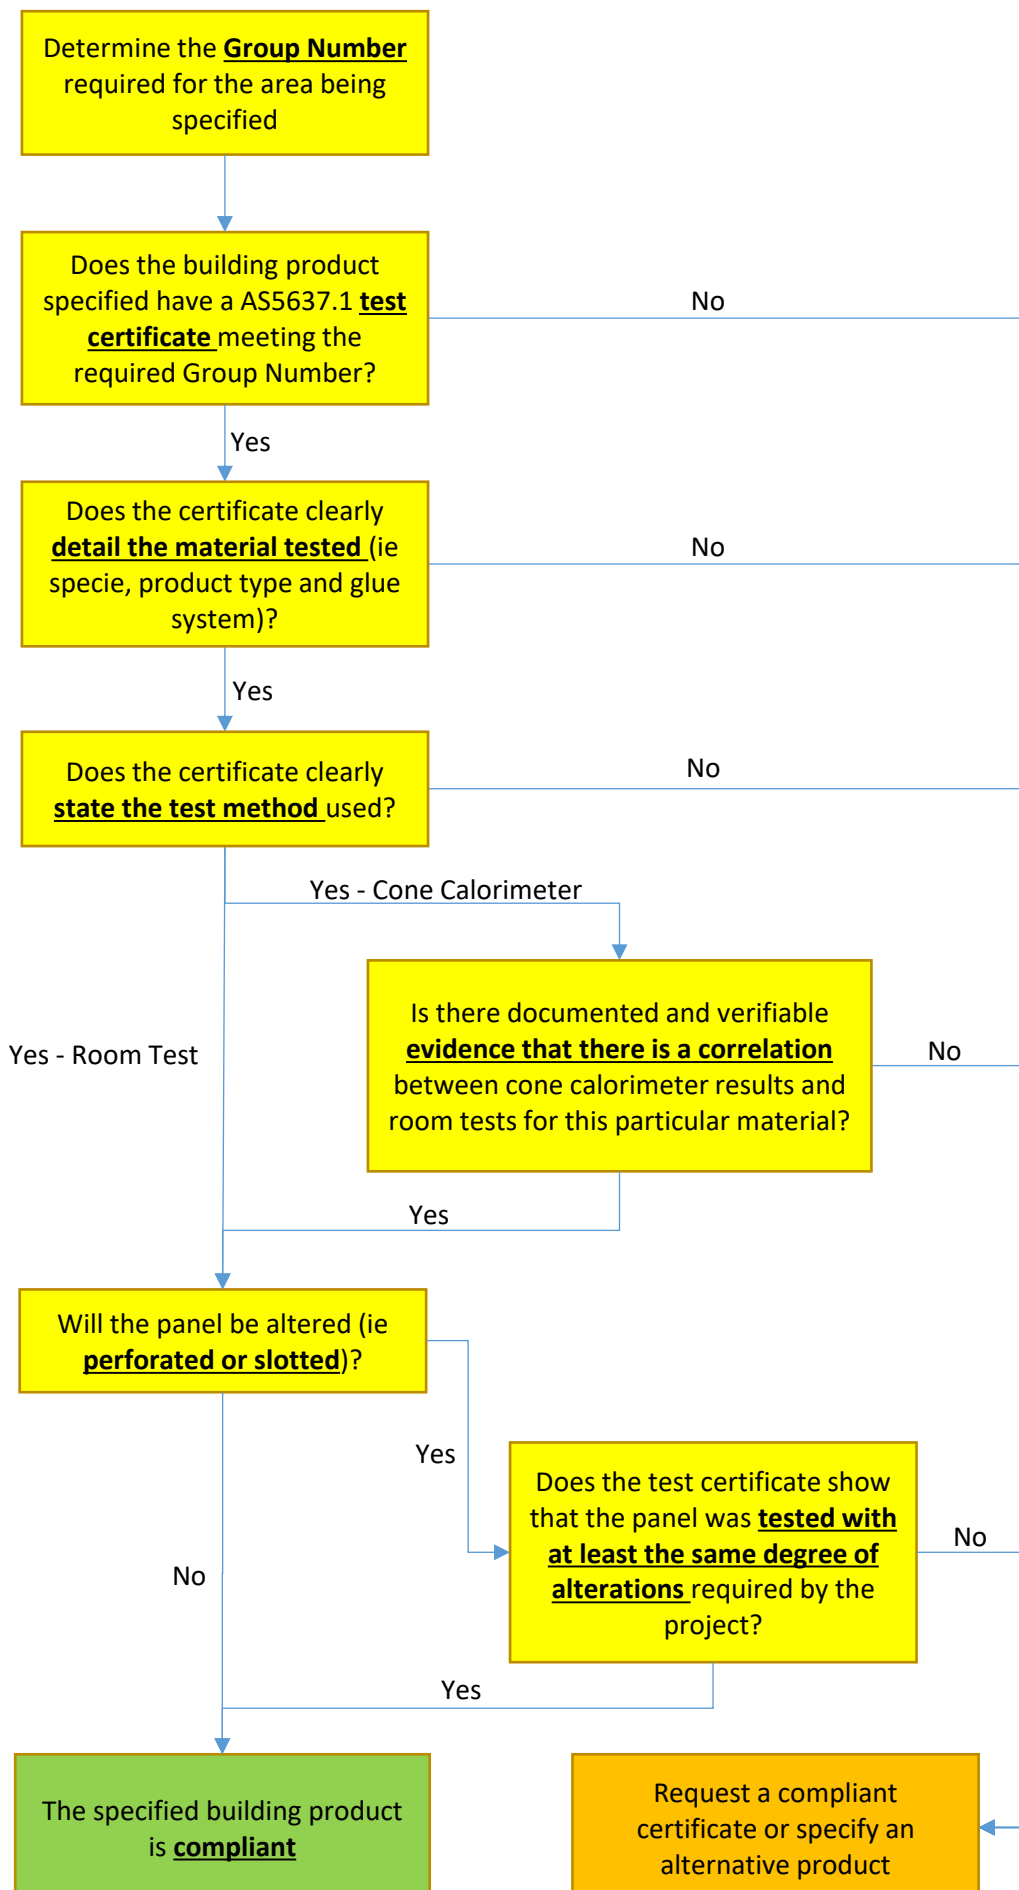 Determine the Group Number
required for the area being
specified
Does the building product
specified have a AS5637.1 test
certificate meeting the
required Group Number?
No
Yes
Does the certificate clearly
detail the material tested (ie
specie, product type and glue
system)?
No
Yes
Does the certificate clearly
state the test method used?
No
Yes - Cone Calorimeter
Is there documented and verifiable
evidence that there is a correlation
between cone calorimeter results and
room tests for this particular material?
No
Yes - Room Test
Yes
Will the panel be altered (ie
perforated or slotted)?
Yes
Does the test certificate show
that the panel was tested with
at least the same degree of
alterations required by the
project?
No
No
Yes
The specified building product
is compliant
Request a compliant
certificate or specify an
alternative product